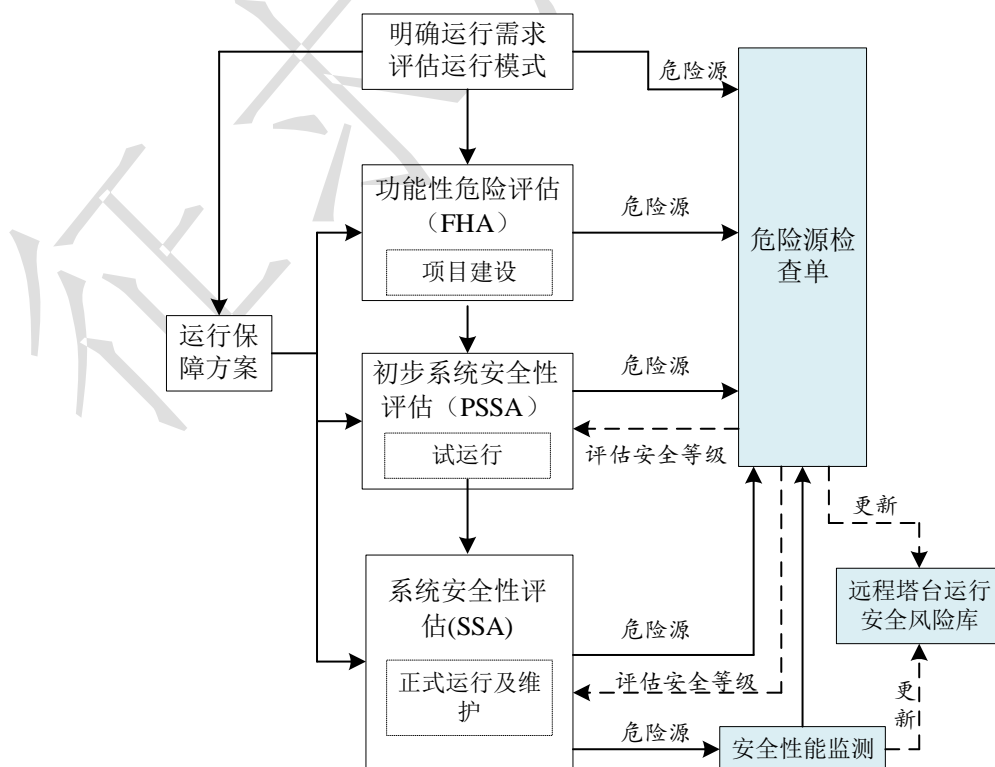 明确运行需求
评估运行模式
危险源
功能性危险评估
（FHA）
项目建设
危险源
危险源检
查单
运行保
障方案
初步系统安全性
评估（PSSA）
试运行
危险源
评估安全等级
更新
远程塔台运行
安全风险库
系统安全性评
估(SSA)
正式运行及维
护
危险源
评估安全等级
更
新
危险源
安全性能监测